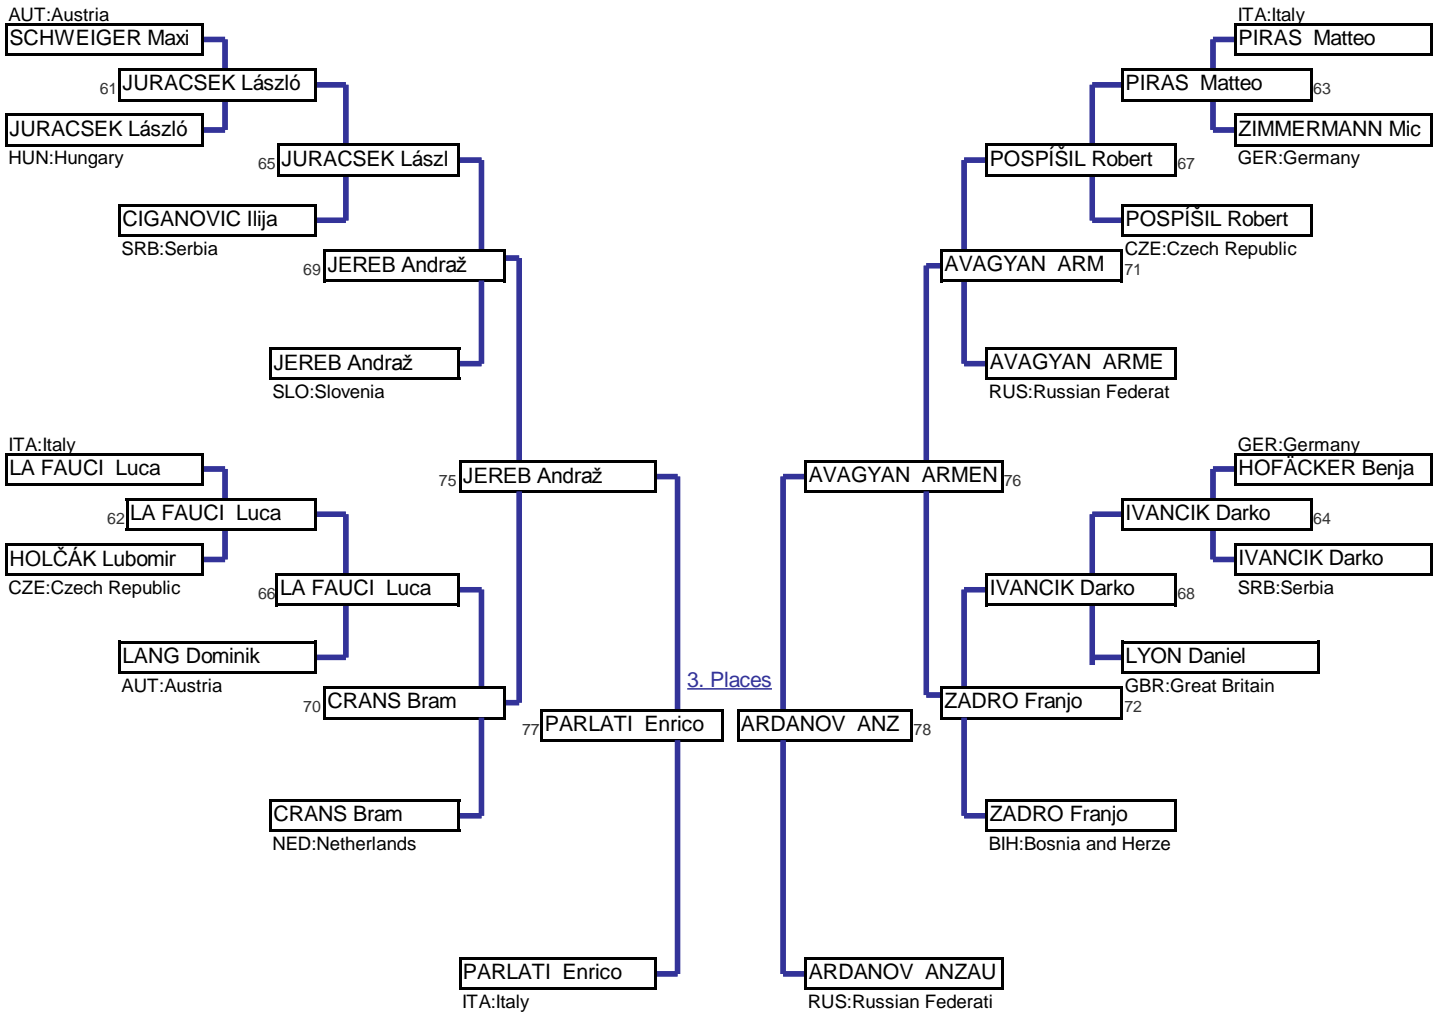 AUT:Austria
SCHWEIGER Maxi
61
JURACSEK László
JURACSEK László
HUN:Hungary
65
JURACSEK Lászl
CIGANOVIC Ilija
SRB:Serbia
69
JEREB Andraž
JEREB Andraž
SLO:Slovenia
ITA:Italy
LA FAUCI Luca
75
JEREB Andraž
62
LA FAUCI Luca
HOLČÁK Lubomir
CZE:Czech Republic
66
LA FAUCI Luca
LANG Dominik
AUT:Austria
70
CRANS Bram
77
PARLATI Enrico
CRANS Bram
NED:Netherlands
PARLATI Enrico
ITA:Italy
3. Places
ITA:Italy
PIRAS Matteo
PIRAS Matteo
63
ZIMMERMANN Mic
GER:Germany
POSPÍŠIL Robert
67
POSPÍŠIL Robert
CZE:Czech Republic
AVAGYAN ARM
71
AVAGYAN ARME
RUS:Russian Federat
GER:Germany
HOFÄCKER Benja
AVAGYAN ARMEN
76
IVANCIK Darko
64
IVANCIK Darko
SRB:Serbia
IVANCIK Darko
68
LYON Daniel
GBR:Great Britain
ZADRO Franjo
72
ARDANOV ANZ
78
ZADRO Franjo
BIH:Bosnia and Herze
ARDANOV ANZAU
RUS:Russian Federati